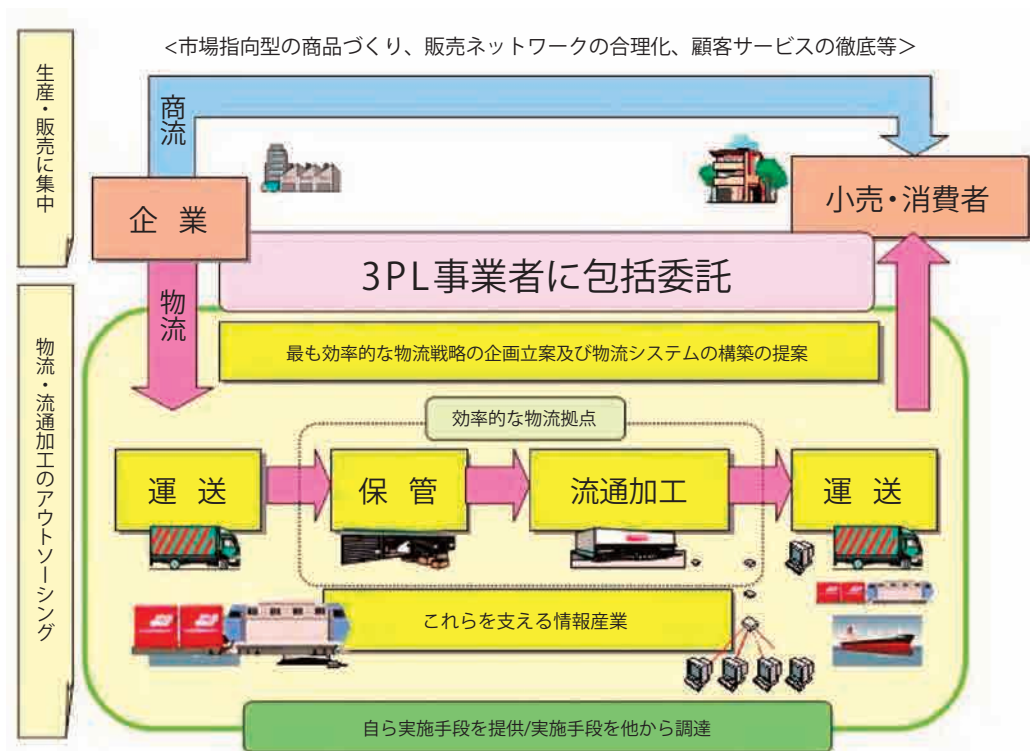 <市場指向型の商品づくり、販売ネットワークの合理化、顧客サービスの徹底等＞
生産・販売に集中
商流
企業
小売・消費者
3PL事業者に包括委託
物流
最も効率的な物流戦略の企画立案及び物流システムの構築の提案
物流・流通加工のアウトソーシング
効率的な物流拠点
運送
保管
流通加工
運送
これらを支える情報産業
自ら実施手段を提供/実施手段を他から調達